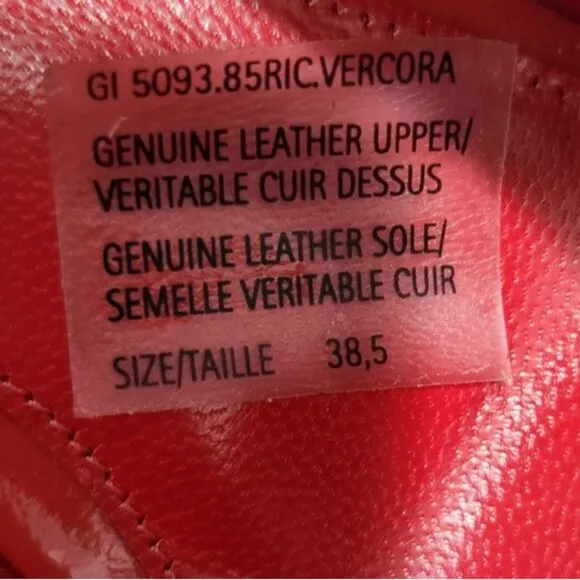 GI 5093.85RIC.VERCORA
GENUINE LEATHER UPPER/
VERITABLE CUIR DESSUS
GENUINE LEATHER SOLE/
SEMELLE VERITABLE CUIR
SIZE/TAILLE 38,5